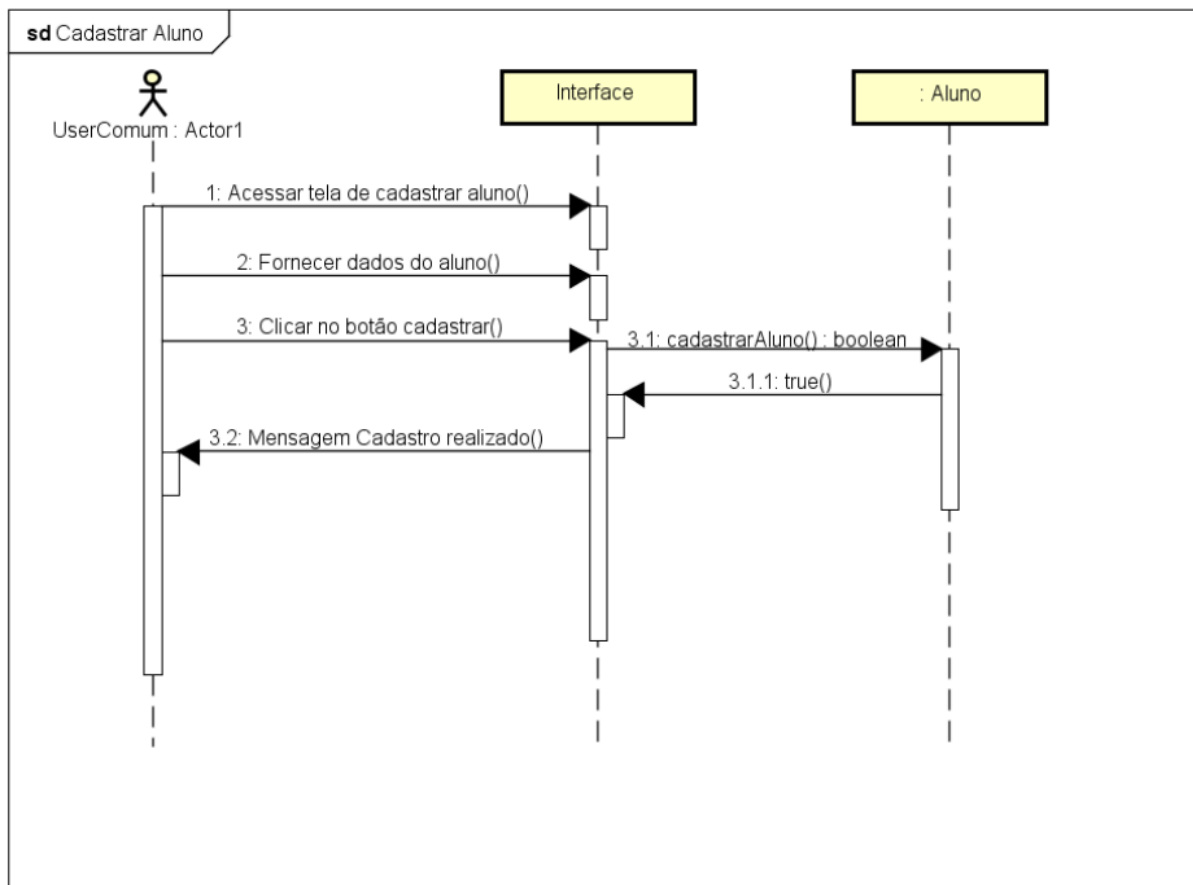 sd Cadastrar Aluno
UserComum : Actor1
Interface
: Aluno
1: Acessar tela de cadastrar aluno()
2: Fornecer dados do aluno()
3: Clicar no botão cadastrar()
3.1: cadastrarAluno() : boolean
3.1.1: true()
3.2: Mensagem Cadastro realizado()